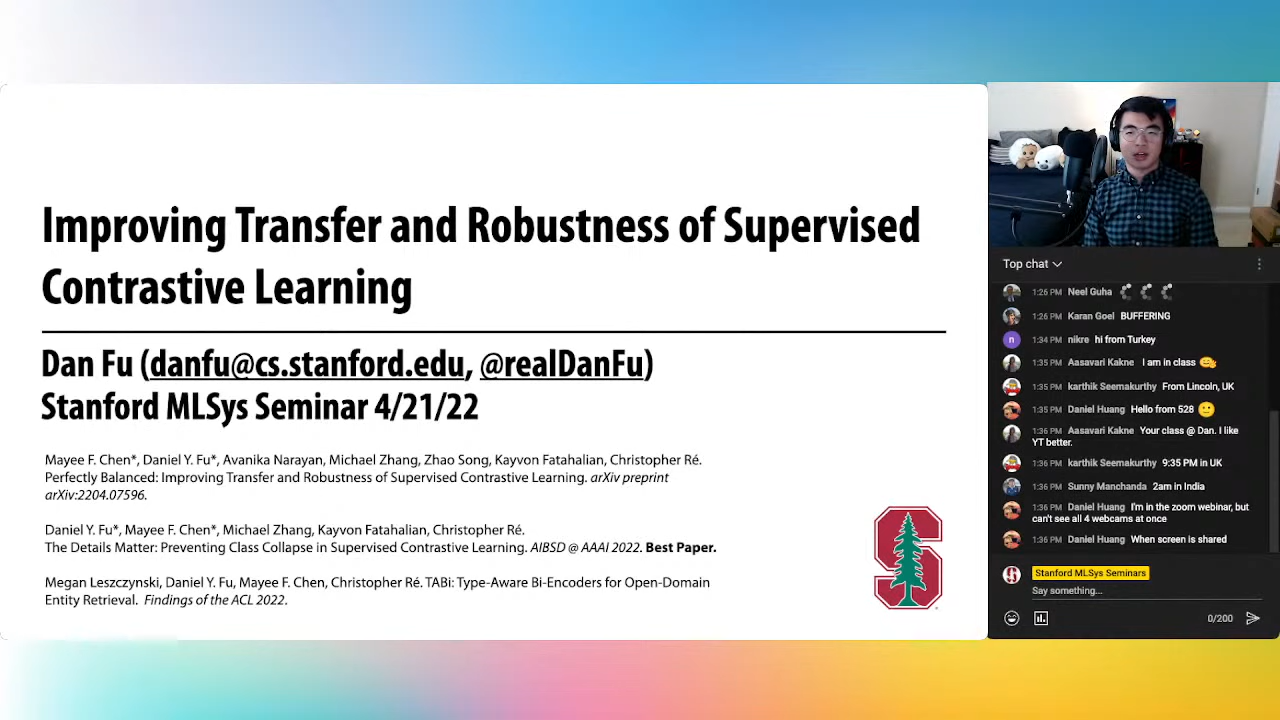 Improving Transfer and Robustness of Supervised
Contrastive Learning
Dan Fu (danfu@cs.stanford.edu, @realDanFu)
Stanford MLSys Seminar 4/21/22
Mayee F. Chen*, Daniel Y. Fu*, Avanika Narayan, Michael Zhang, Zhao Song, Kayvon Fatahalian, Christopher Ré.
Perfectly Balanced: Improving Transfer and Robustness of Supervised Contrastive Learning. arXiv preprint
arXiv:2204.07596.
Daniel Y. Fu*, Mayee F. Chen*, Michael Zhang, Kayvon Fatahalian, Christopher Ré.
The Details Matter: Preventing Class Collapse in Supervised Contrastive Learning. AIBSD @ AAAI 2022. Best Paper.
Megan Leszczynski, Daniel Y. Fu, Mayee F. Chen, Christopher Ré. TABi: Type-Aware Bi-Encoders for Open-Domain
Entity Retrieval. Findings of the ACL 2022.
Top chat
1:26 PM Neel Guha
1:26 PM Karan Goel BUFFERING
n 1:34 PM nikre hi from Turkey
1:35 PM Aasavari Kakne I am in class
1:35 PM karthik Seemakurthy From Lincoln, UK
1:35 PM Daniel Huang Hello from 528
1:36 PM Aasavari Kakne Your class @ Dan. I like
YT better.
1:36 PM karthik Seemakurthy 9:35 PM in UK
1:36 PM Sunny Manchanda 2am in India
1:36 PM Daniel Huang I'm in the zoom webinar, but
can't see all 4 webcams at once
1:36 PM Daniel Huang When screen is shared
Stanford MLSys Seminars
Say something...
0/200